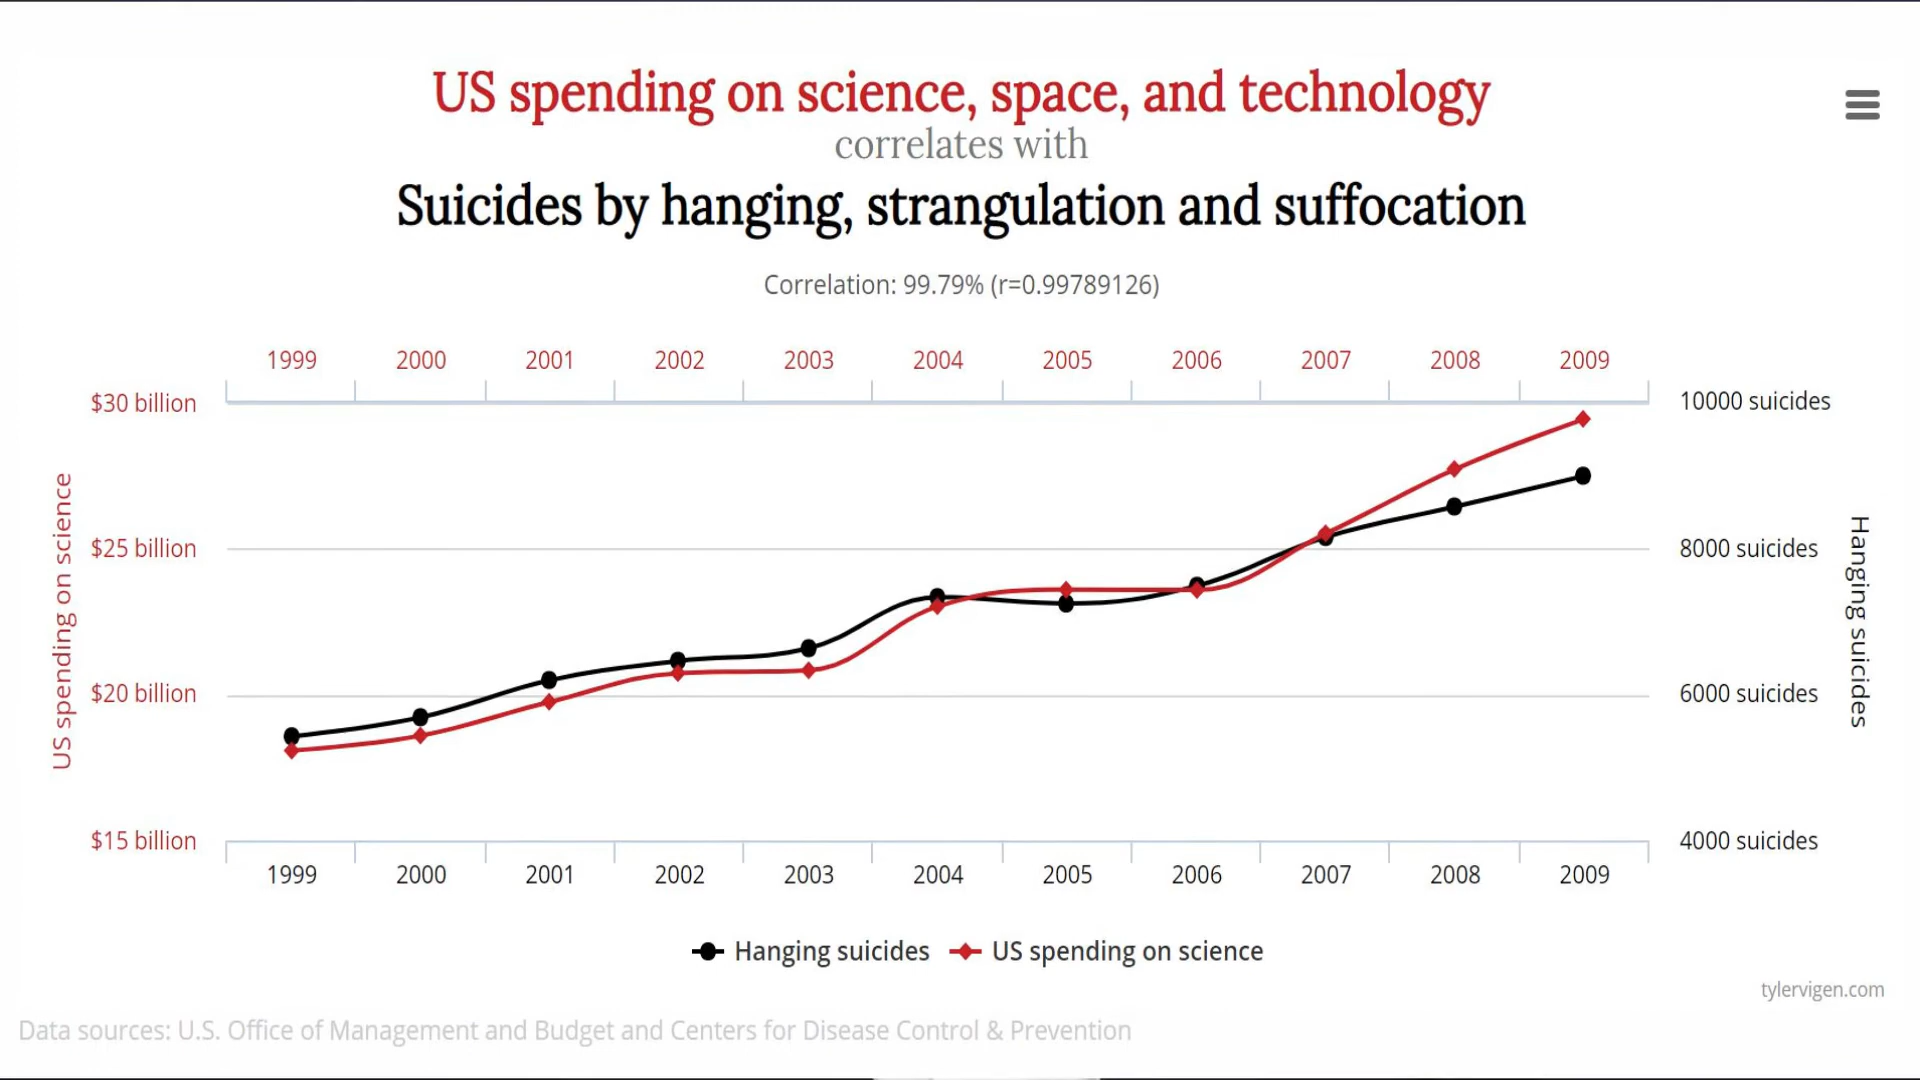 US spending on science, space, and technology
correlates with
Suicides by hanging, strangulation and suffocation
Correlation: 99.79% (r=0.99789126)
1999 2000 2001 2002 2003 2004 2005 2006 2007 2008 2009
$30 billion
$25 billion
$20 billion
$15 billion
US spending on science
10000 suicides
8000 suicides
6000 suicides
4000 suicides
Hanging suicides
1999 2000 2001 2002 2003 2004 2005 2006 2007 2008 2009
Hanging suicides US spending on science
tylervigen.com
Data sources: U.S. Office of Management and Budget and Centers for Disease Control & Prevention